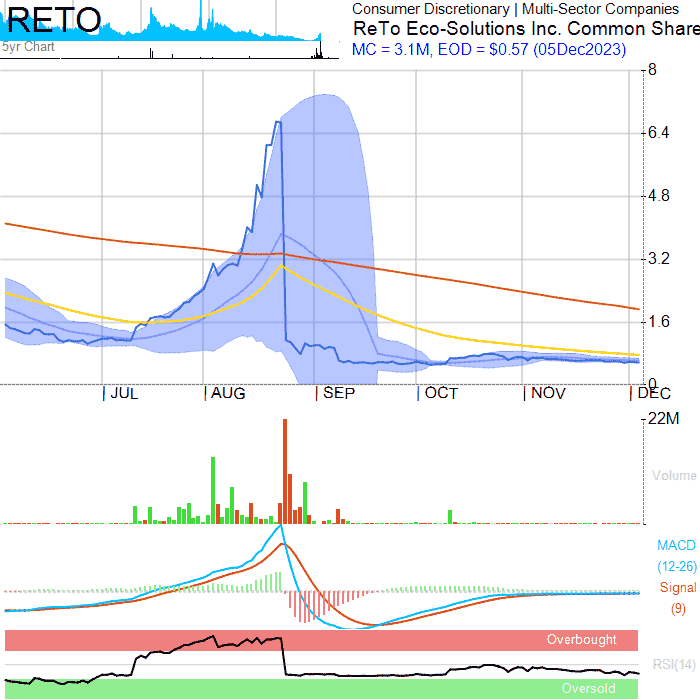 RETO
5yr Chart
Consumer Discretionary | Multi-Sector Companies
ReTo Eco-Solutions Inc. Common Share
MC = 3.1M, EOD = $0.57 (05Dec2023)
8
6.4
4.8
3.2
1.6
0
JUL
AUG
SEP
OCT
NOV
DEC
22M
Volume
MACD
(12-26)
Signal
(9)
Overbought
RSI(14)
Oversold